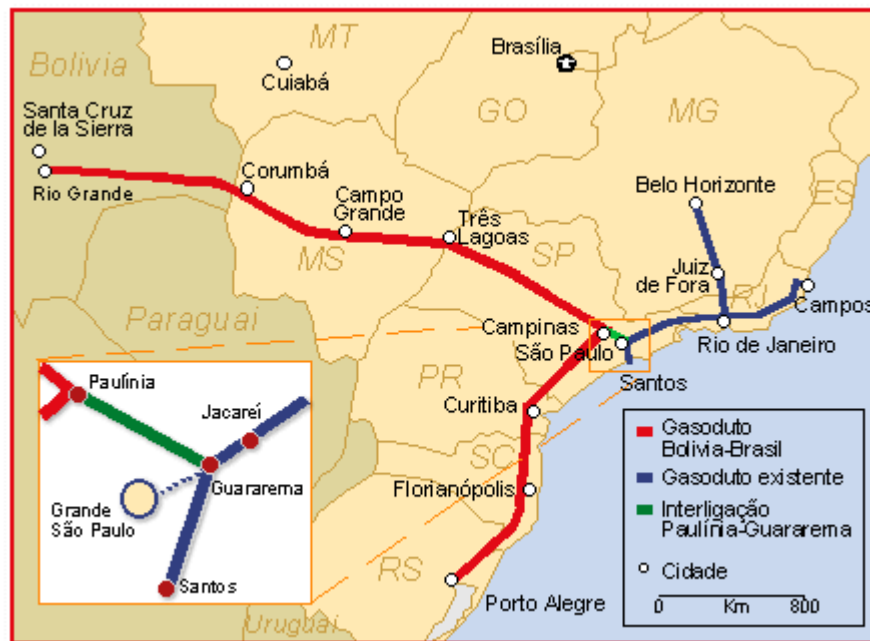 MT
Brasília
Bolivia
Cuiabá
GO
MG
Santa Cruz
de la Sierra
Rio Grande
Corumbá
Belo Horizonte
ES
Campo
Grande
Três
Lagoas
MS
SP
Juiz
de Fora
RJ
Campos
Paraguai
Campinas
São Paulo
Rio de Janeiro
Santos
PR
Curitiba
SC
Florianópolis
RS
Porto Alegre
Uruguai
Paulínia
Jacareí
Guararema
Grande
São Paulo
Santos
Gasoduto
Bolivia-Brasil
Gasoduto existente
Interligação
Paulínia-Guararema
Cidade
0 Km 800